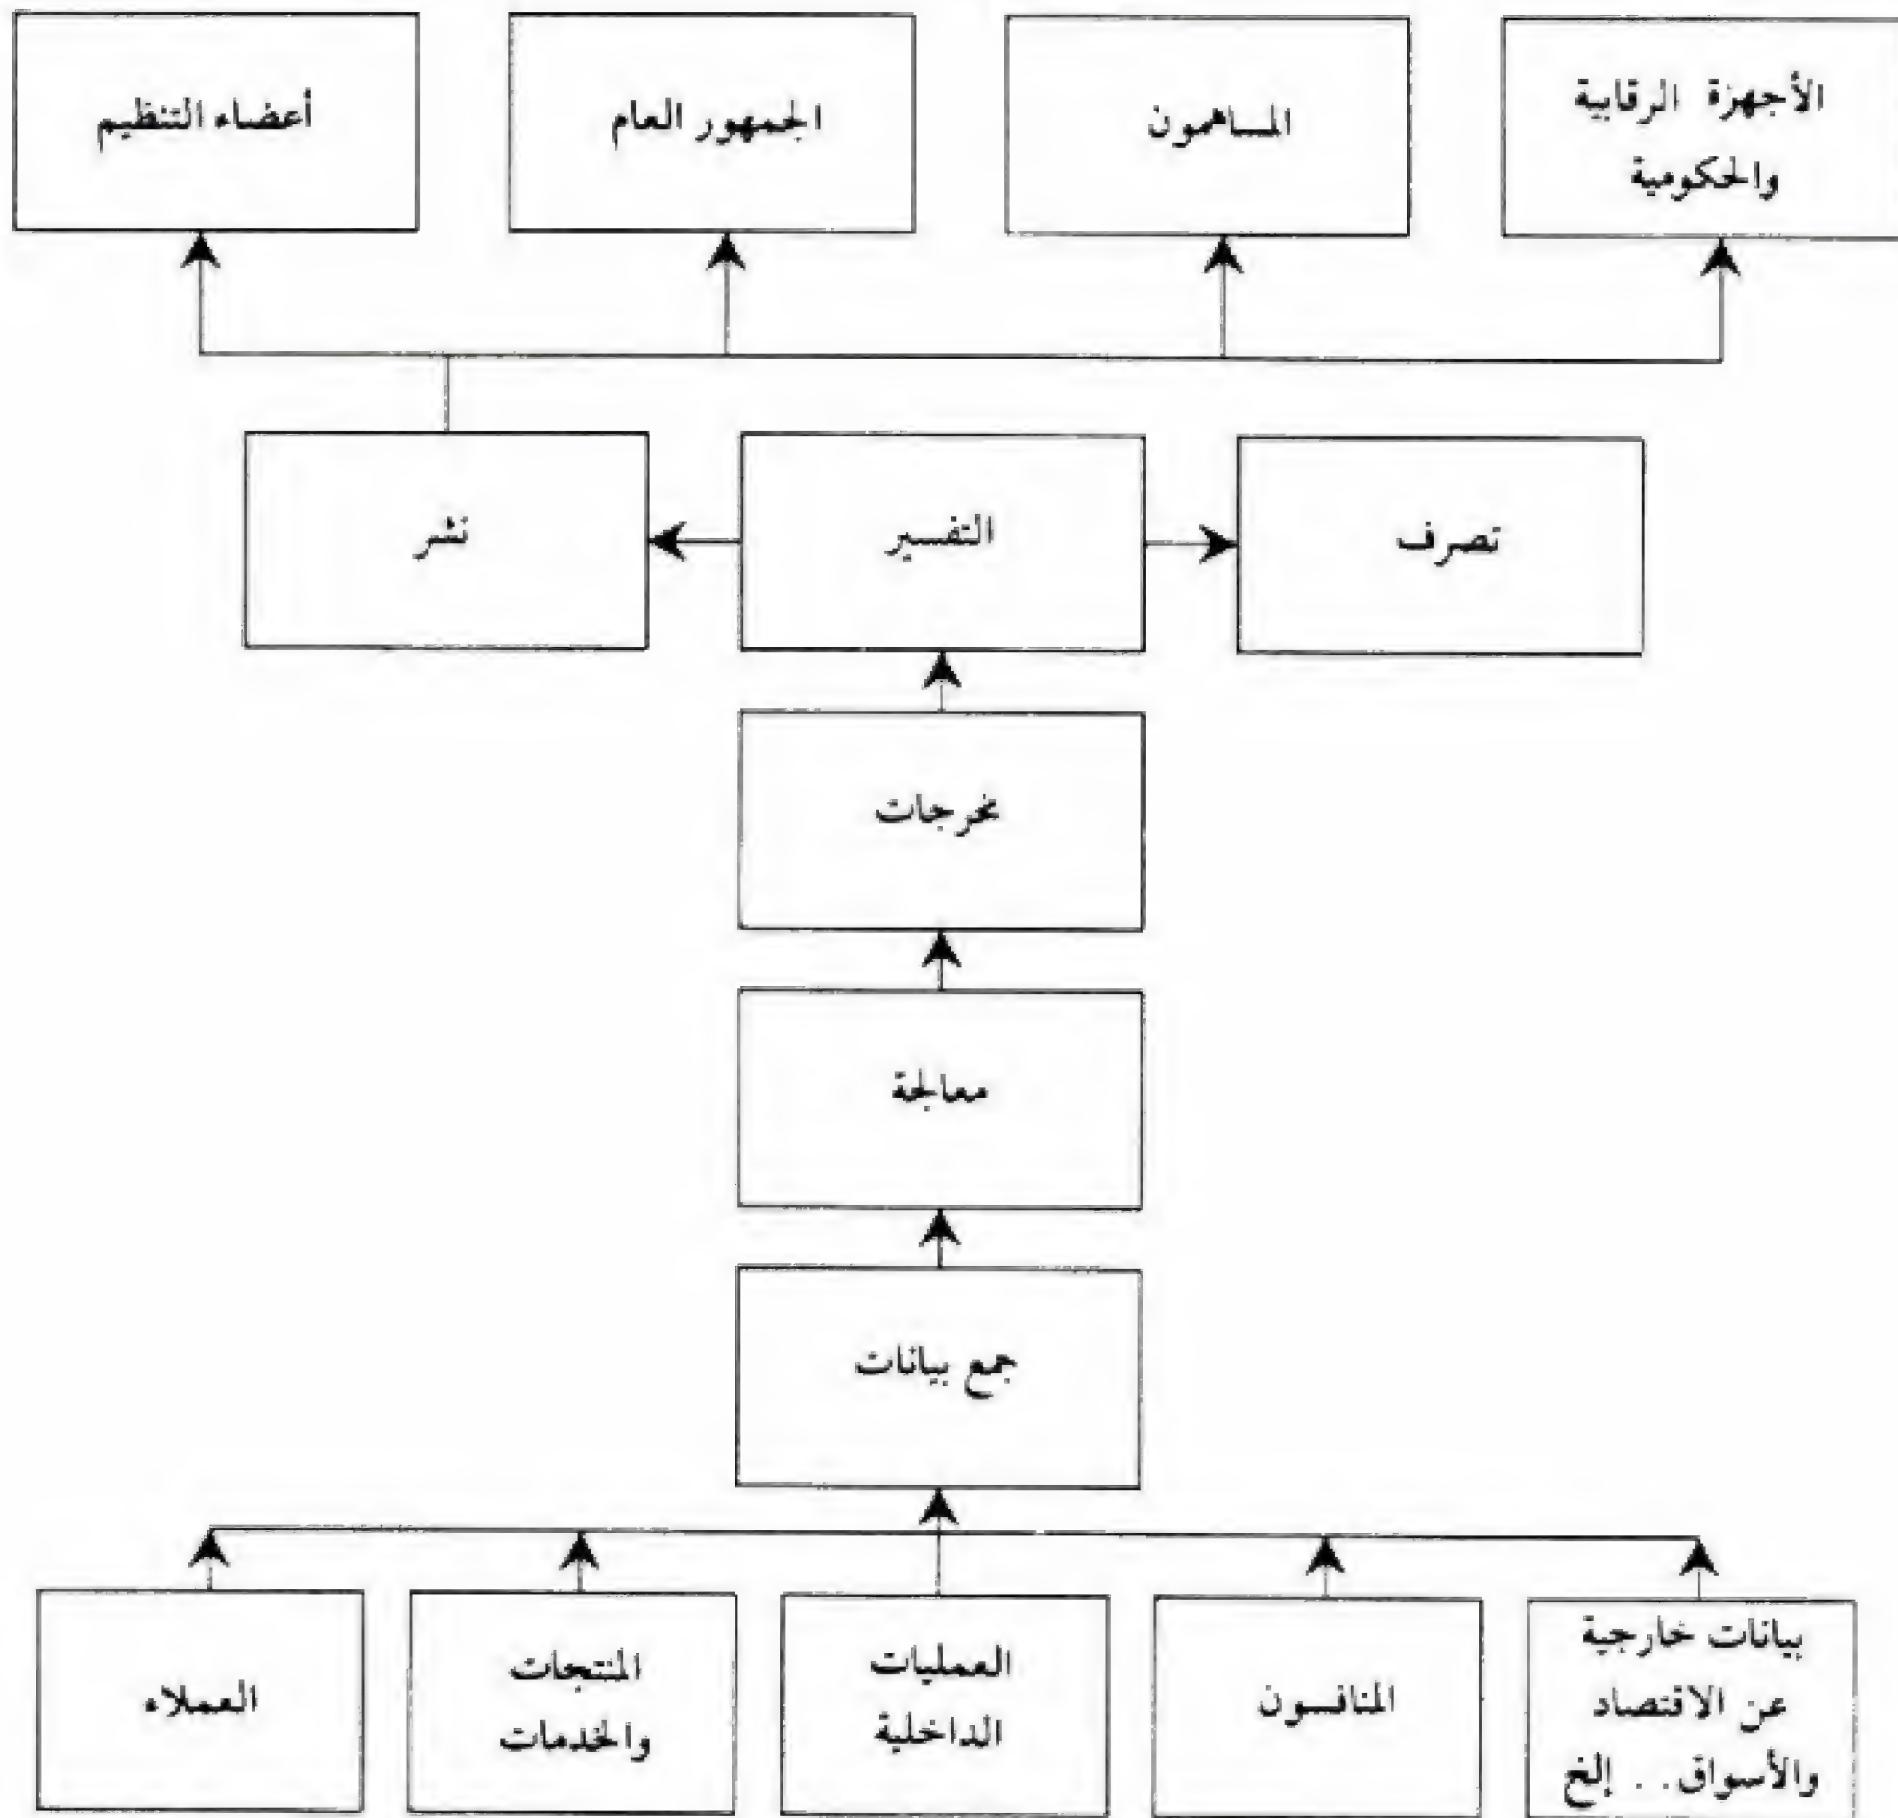 الأجهزة الرقابية
والحكومية
المساهمون
الجمهور العام
أعضاء التنظيم
تصرف
التفسير
نشر
مخرجات
معالجة
جمع بيانات
بيانات خارجية
عن الاقتصاد
والأسواق . . إلخ
المنافسون
العمليات
الداخلية
المنتجات
والخدمات
العملاء